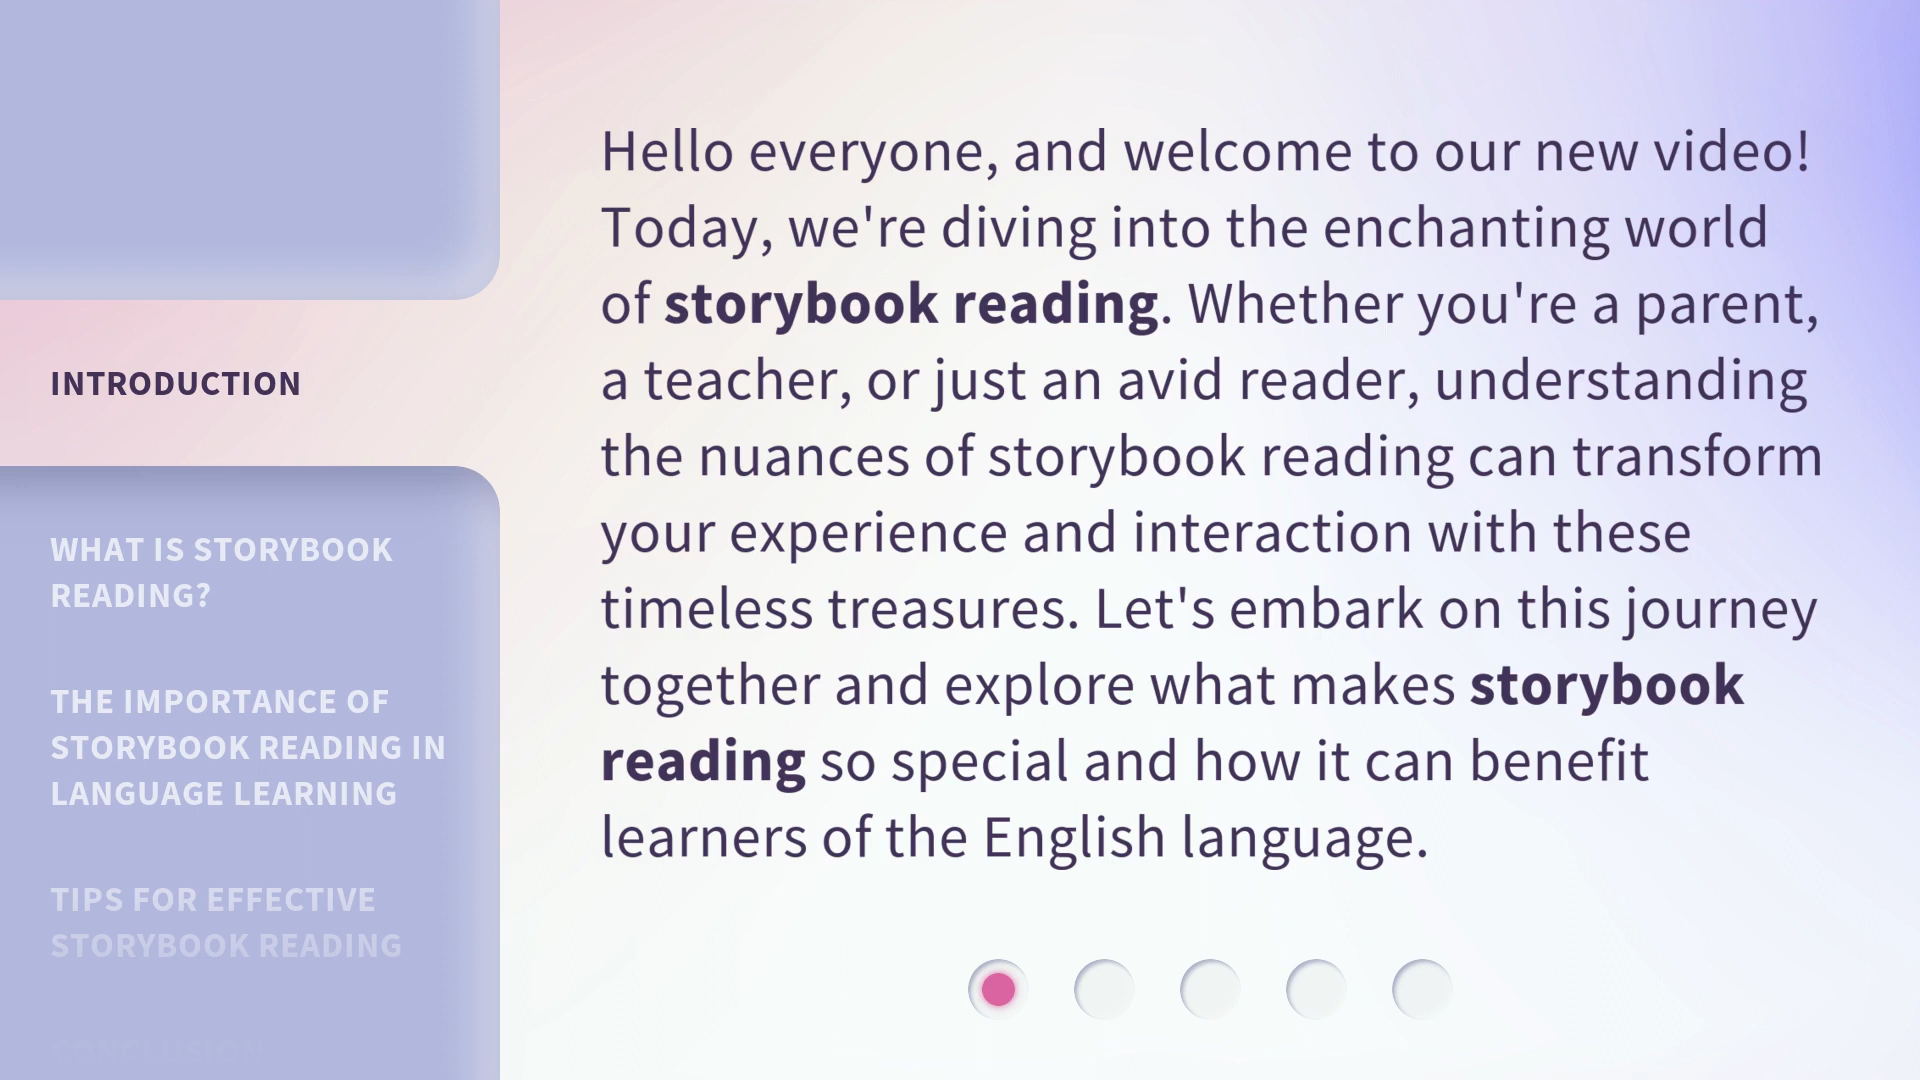 INTRODUCTION
WHAT IS STORYBOOK
READING?
THE IMPORTANCE OF
STORYBOOK READING IN
LANGUAGE LEARNING
TIPS FOR EFFECTIVE
STORYBOOK READING
CONCLUSION
Hello everyone, and welcome to our new video!
Today, we're diving into the enchanting world
of storybook reading. Whether you're a parent,
a teacher, or just an avid reader, understanding
the nuances of storybook reading can transform
your experience and interaction with these
timeless treasures. Let's embark on this journey
together and explore what makes storybook
reading so special and how it can benefit
learners of the English language.